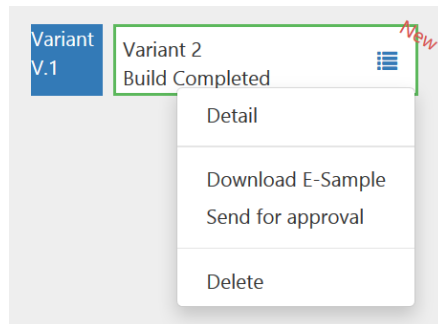 Variant
V.1
Variant 2
Build Completed
New
Detail
Download E-Sample
Send for approval
Delete